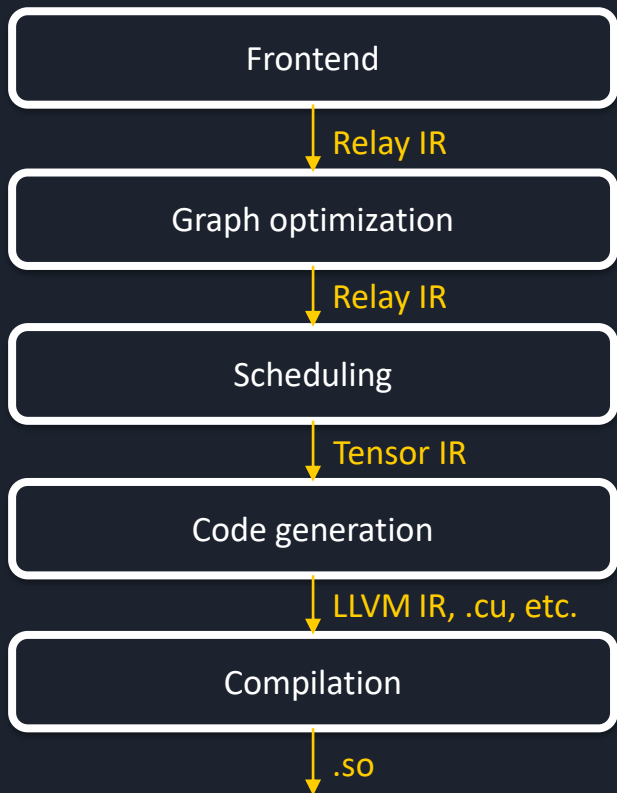 Frontend
Relay IR
Graph optimization
Relay IR
Scheduling
Tensor IR
Code generation
LLVM IR, .cu, etc.
Compilation
.so